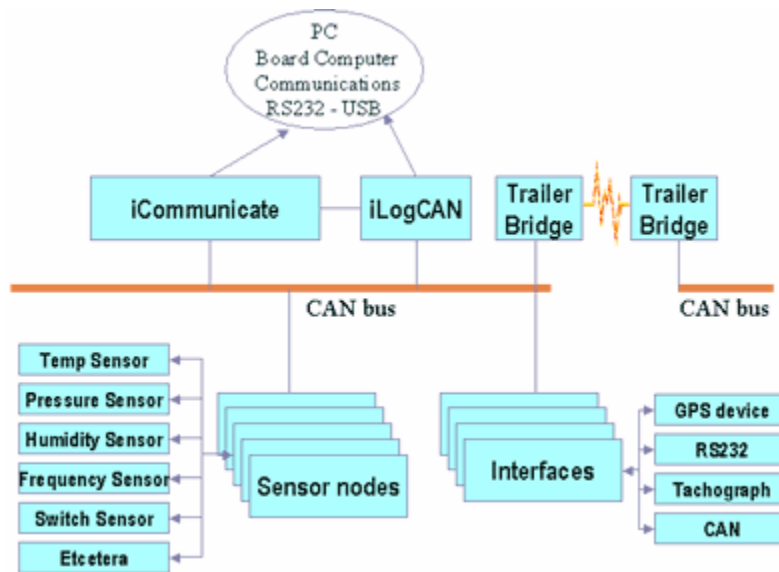 PC
Board Computer
Communications
RS232 - USB
iCommunicate
iLogCAN
Trailer
Bridge
Trailer
Bridge
CAN bus
CAN bus
Temp Sensor
Pressure Sensor
Humidity Sensor
Frequency Sensor
Switch Sensor
Etcetera
Sensor nodes
Interfaces
GPS device
RS232
Tachograph
CAN